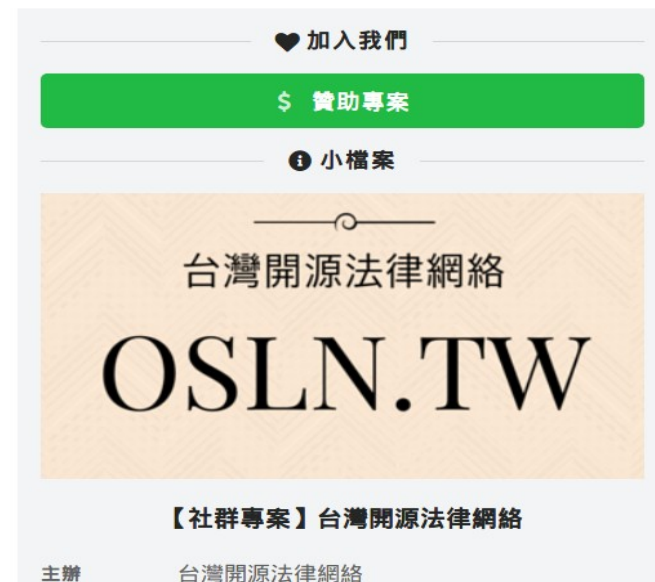 加入我們
$ 贊助專案
小檔案
台灣開源法律網絡
OSLN.TW
【社群專案】台灣開源法律網絡
主辦 台灣開源法律網絡